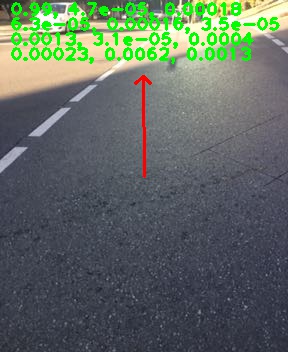 0.99, 4.7e-05, 0.00018
6.3e-05, 0.00016, 3.5e-05
0.0013, 3.1e-05, 0.0004
0.00023, 0.0062, 0.0013